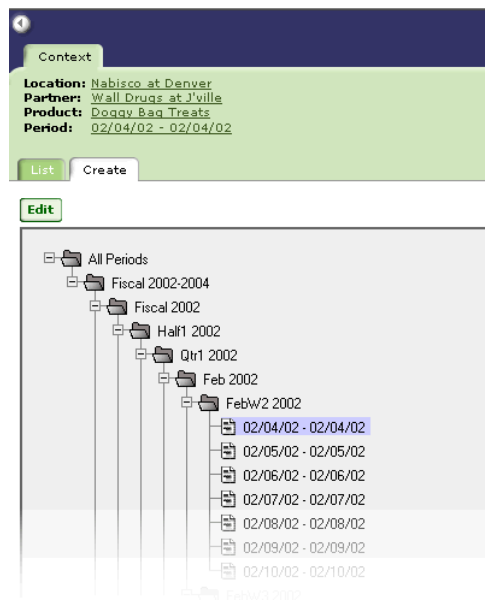 Context
Location: Nabisco at Denver
Partner: Wall Drugs at J'ville
Product: Doggy Bag Treats
Period: 02/04/02 - 02/04/02
List Create
Edit
All Periods
Fiscal 2002-2004
Fiscal 2002
Half1 2002
Qtr1 2002
Feb 2002
FebW2 2002
02/04/02 - 02/04/02
02/05/02 - 02/05/02
02/06/02 - 02/06/02
02/07/02 - 02/07/02
02/08/02 - 02/08/02
02/09/02 - 02/09/02
02/10/02 - 02/10/02
FebW3 2002